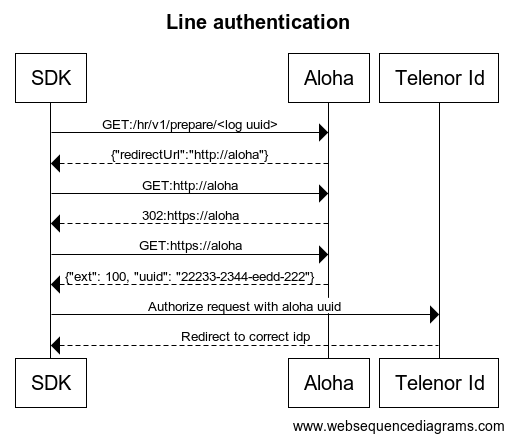 Line authentication
SDK Aloha Telenor Id
GET:/hr/v1/prepare/<log uuid>
{"redirectUrl":"http://aloha"}
GET:http://aloha
302:https://aloha
GET:https://aloha
{"ext": 100, "uuid": "22233-2344-eedd-222"}
Authorize request with aloha uuid
Redirect to correct idp
SDK Aloha Telenor Id
www.websequencediagrams.com